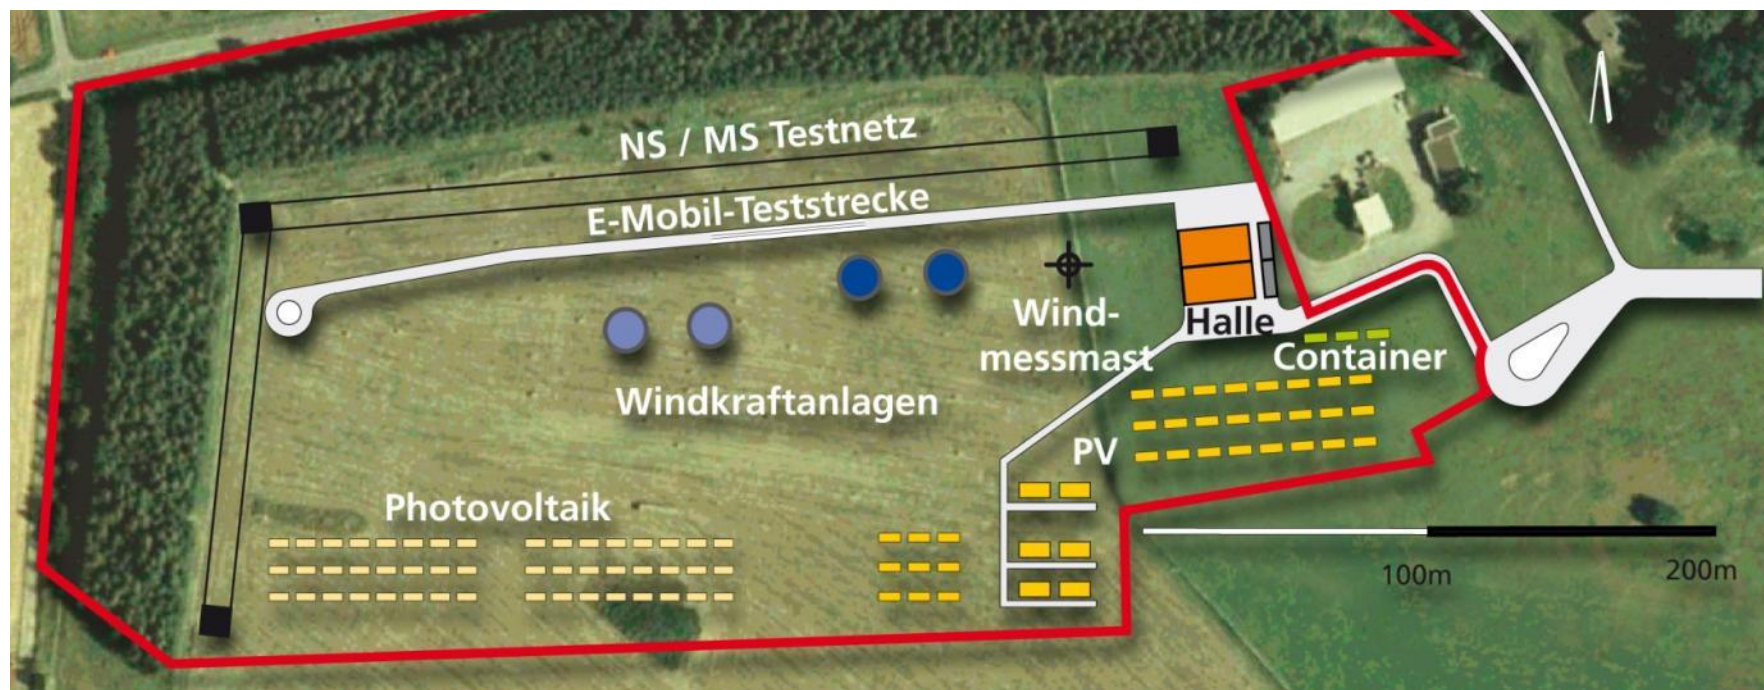 NS / MS Testnetz
E-Mobil-Teststrecke
Wind-
messmast
Halle
Container
Windkraftanlagen
PV
Photovoltaik
100m
200m